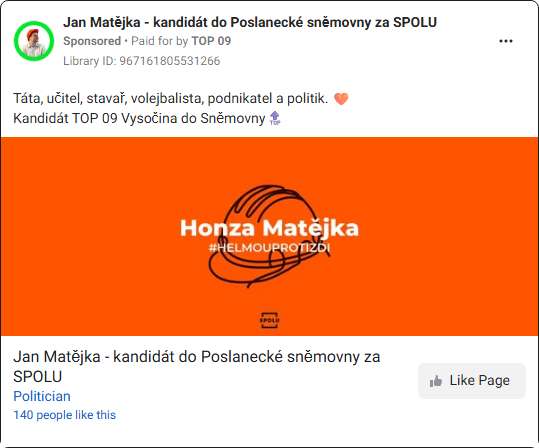 Jan Matějka - kandidát do Poslanecké sněmovny za SPOLU
Sponsored • Paid for by TOP 09
Library ID: 967161805531266
Táta, učitel, stavař, volejbalista, podnikatel a politik. 🧡
Kandidát TOP 09 Vysočina do Sněmovny 🔝
Honza Matějka
#HELMOUPROTIZDI
SPOLU
Jan Matějka - kandidát do Poslanecké sněmovny za
SPOLU
Politician
140 people like this
Like Page